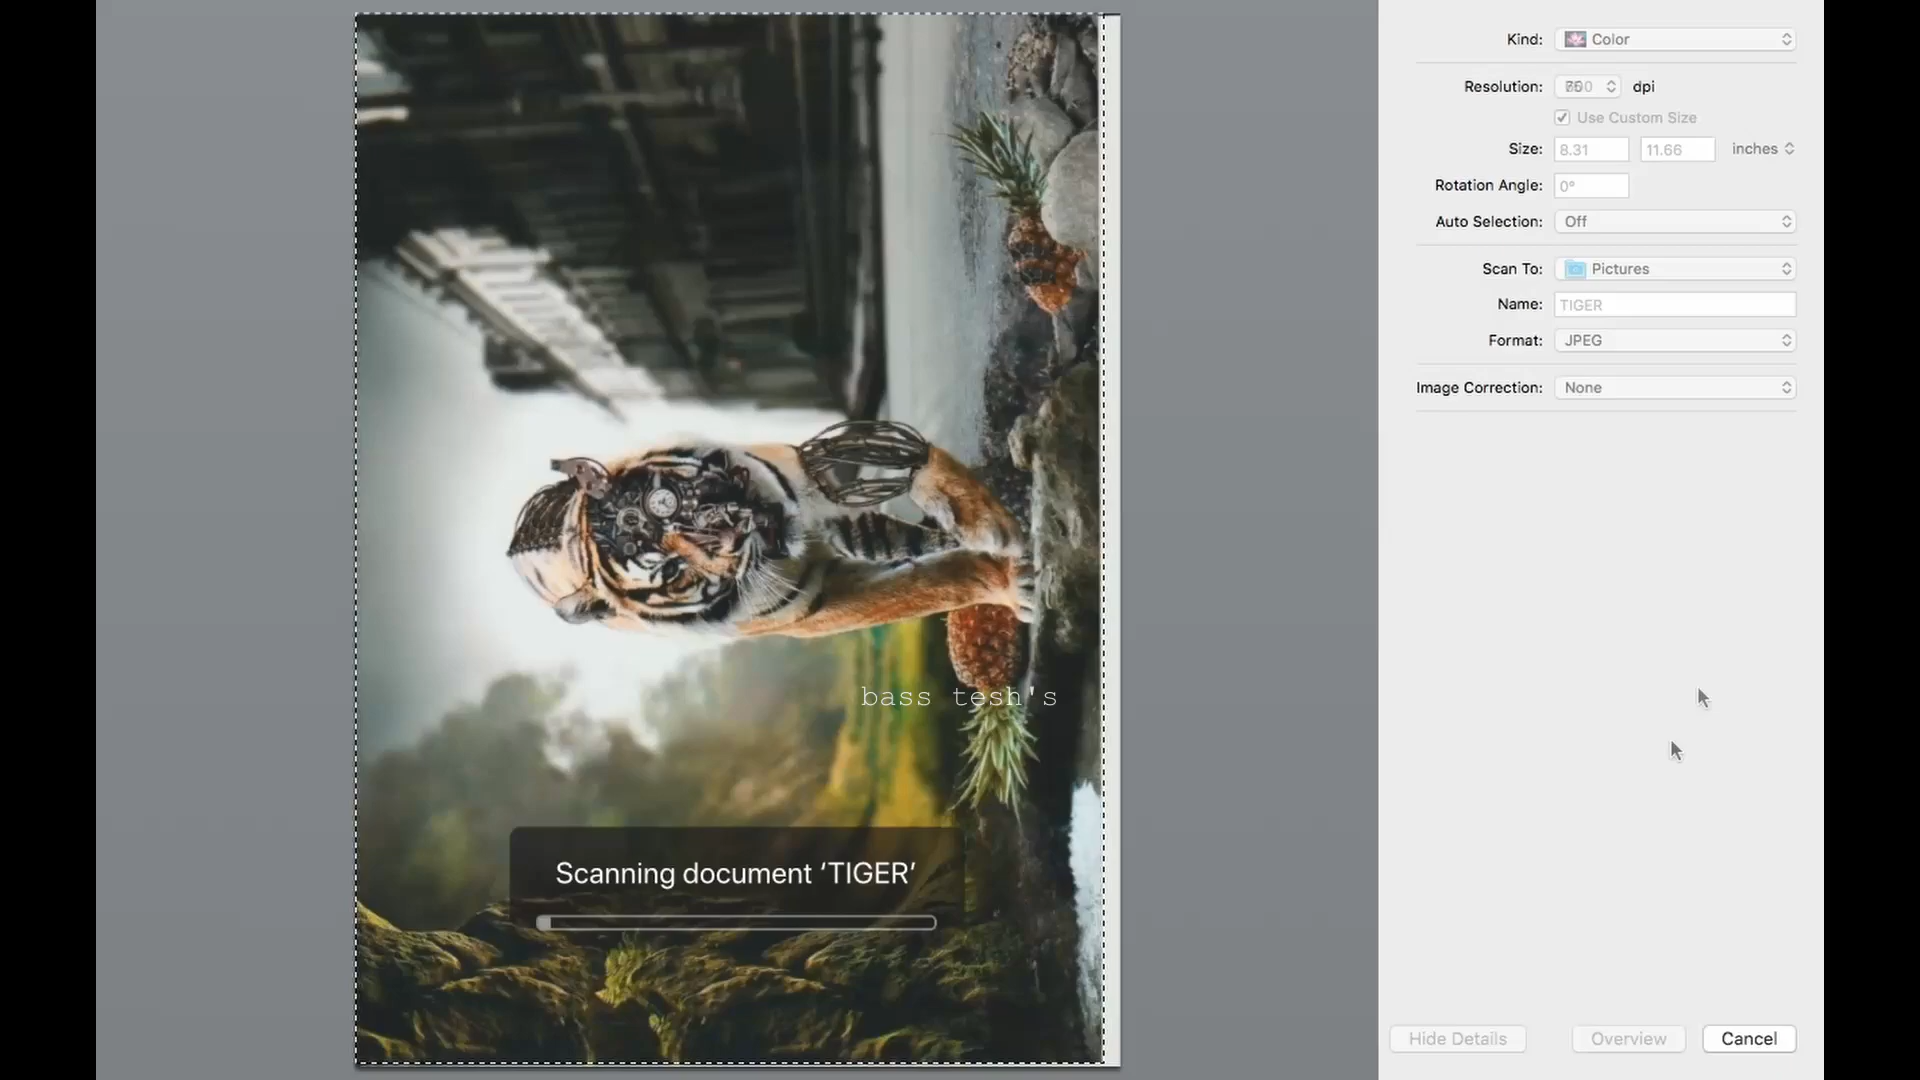 Kind:
Color
Resolution:
dpi
Use Custom Size
Size:
8.31
11.66
inches
Rotation Angle:
0°
Auto Selection:
Off
Scan To:
Pictures
Name:
TIGER
Format:
JPEG
Image Correction:
None
bass tesh's
Scanning document ‘TIGER’
Hide Details
Overview
Cancel